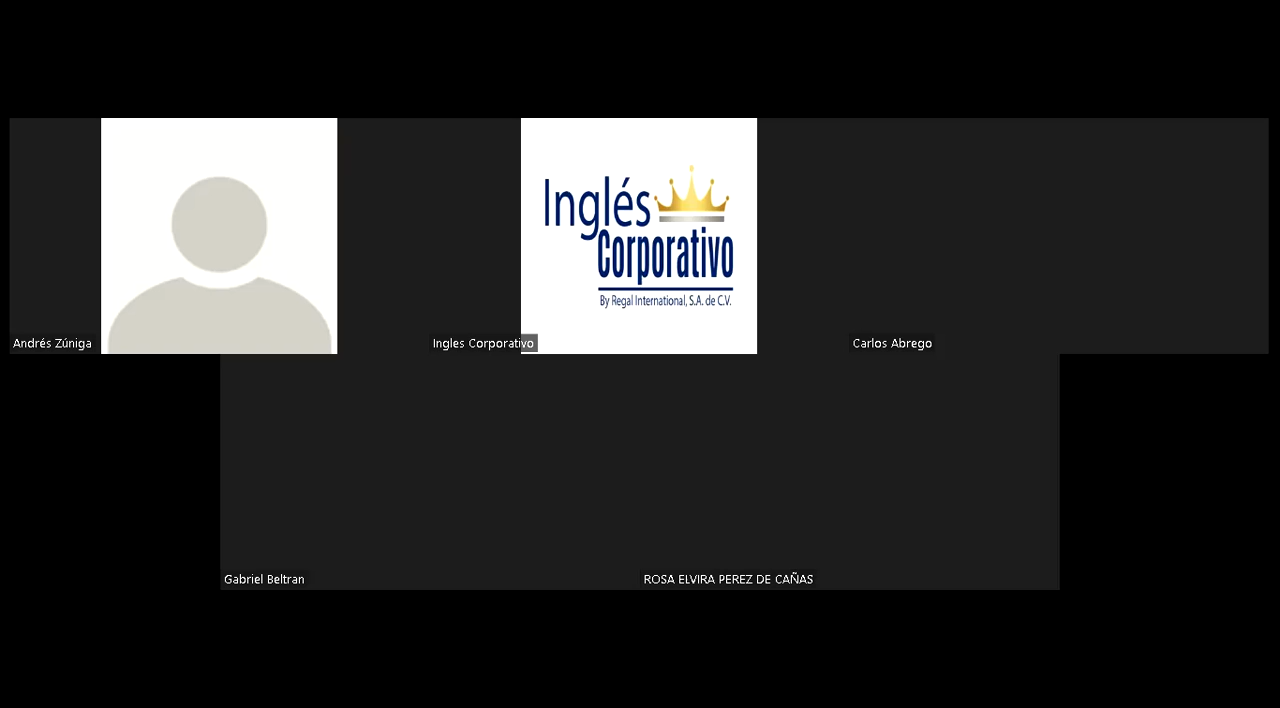 Inglés
Corporativo
By Regal International, S.A. de C.V.
Andrés Zúniga
Ingles Corporativo
Carlos Abrego
Gabriel Beltran
ROSA ELVIRA PEREZ DE CAÑAS